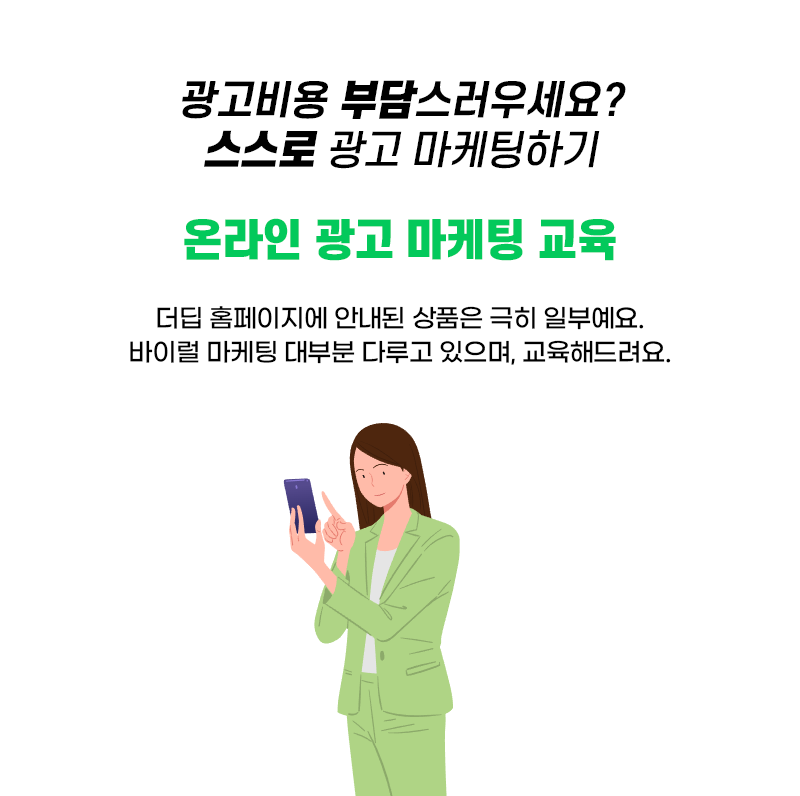 광고비용 부담스러우세요?
스스로 광고 마케팅하기
온라인 광고 마케팅 교육
더딥 홈페이지에 안내된 상품은 극히 일부예요.
바이럴 마케팅 대부분 다루고 있으며, 교육해드려요.